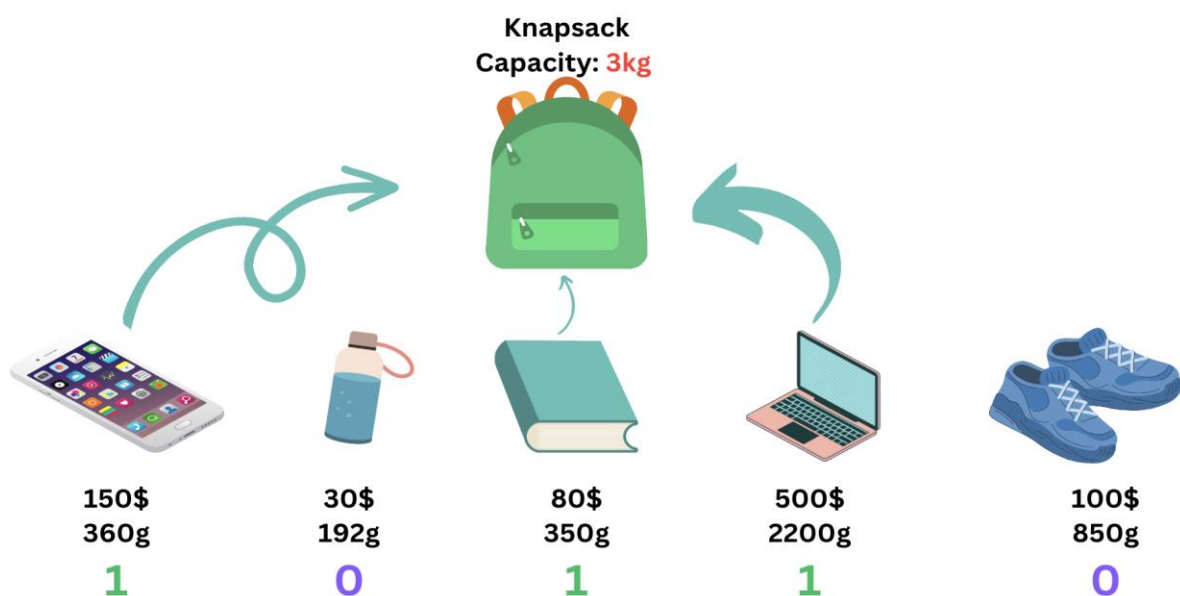 Knapsack
Capacity: 3kg
150$
360g
1
30$
192g
0
80$
350g
1
500$
2200g
1
100$
850g
0